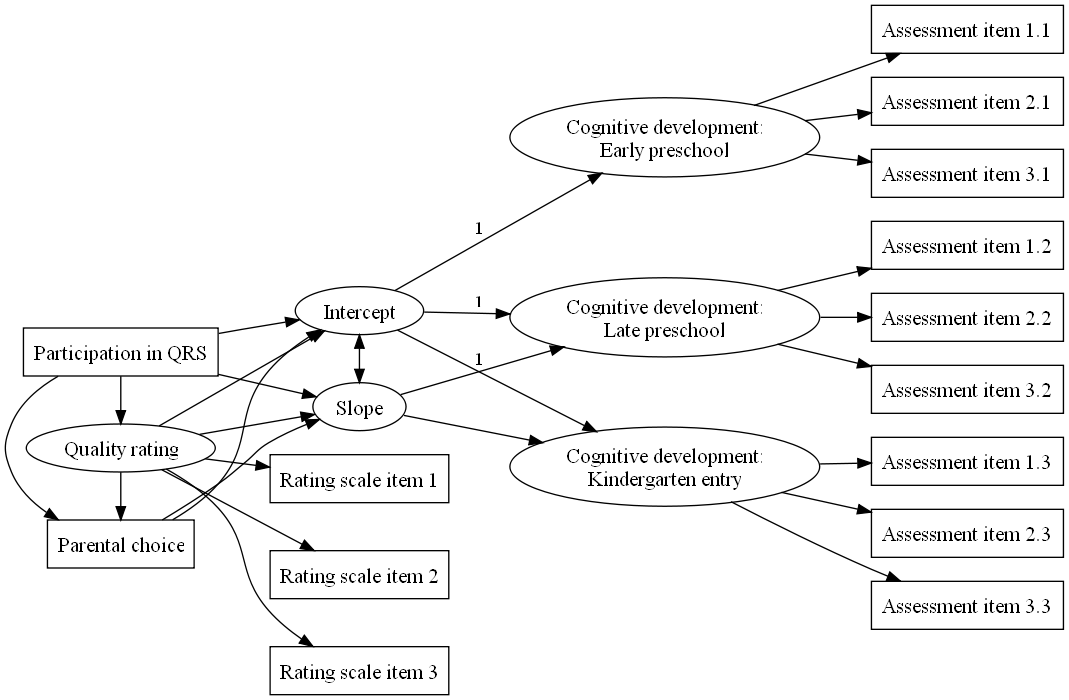 Assessment item 1.1
Assessment item 2.1
Cognitive development:
Early preschool
Assessment item 3.1
1
Assessment item 1.2
1
Intercept
Cognitive development:
Late preschool
Assessment item 2.2
Participation in QRS
1
Assessment item 3.2
Slope
Quality rating
Cognitive development:
Kindergarten entry
Assessment item 1.3
Rating scale item 1
Assessment item 2.3
Parental choice
Rating scale item 2
Assessment item 3.3
Rating scale item 3